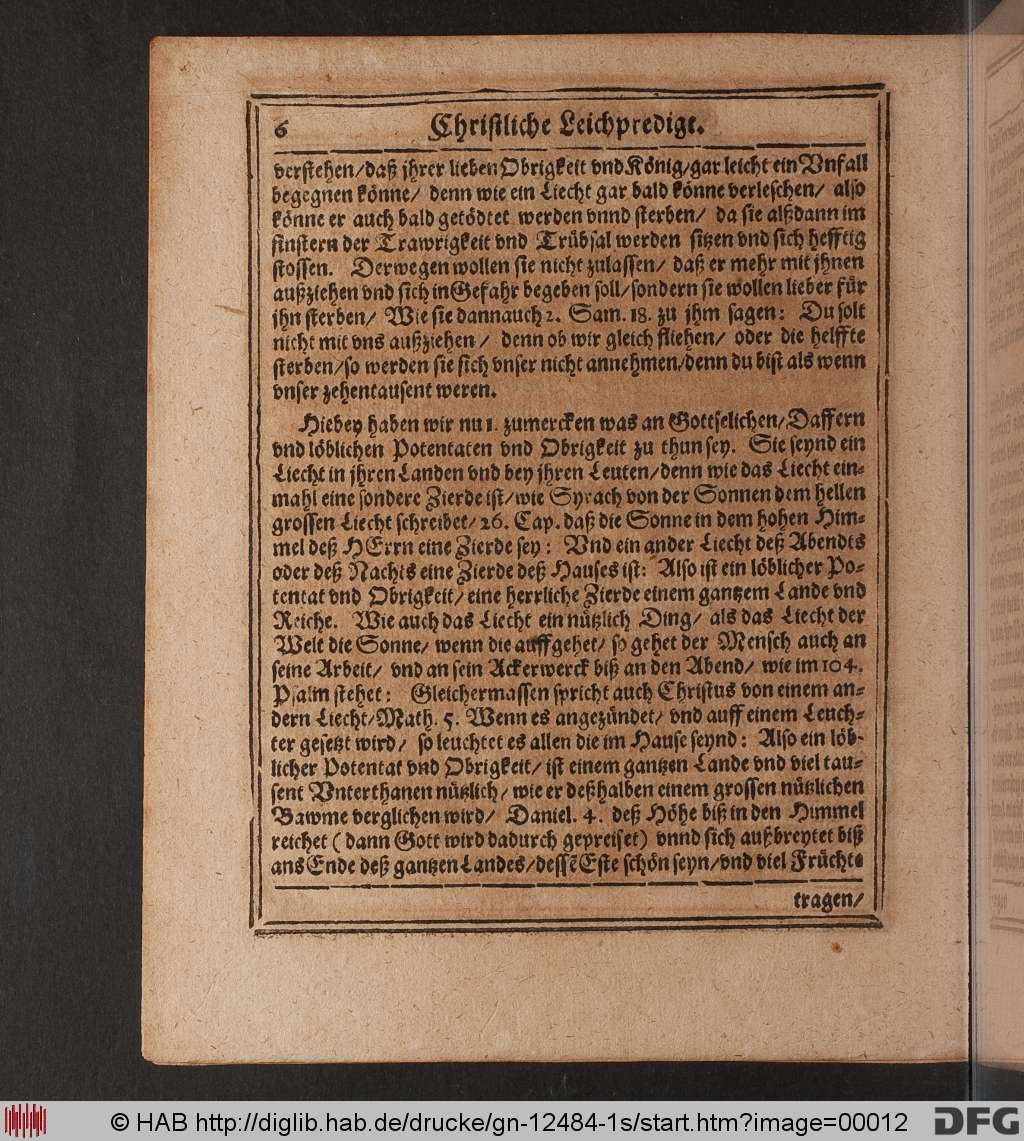 6 Christliche Leichpredigt.
verstehen/daß jhrer lieben Obrigkeit vnd König/gar leicht ein Vnfall
begegnen könne/ denn wie ein Liecht gar bald könne verleschen/ also
könne er auch bald getödtet werden vnnd sterben/ da sie alßdann im
finstern der Trawrigkeit vnd Trübsal werden sitzen vnd sich hefftig
stossen. Derwegen wollen sie nicht zulassen/ daß er mehr mit jhnen
außziehen vnd sich in Gefahr begeben soll/sondern sie wollen lieber für
jhn sterben/ Wie sie dann auch 2. Sam. 18. zu jhm sagen: Du solt
nicht mit vns außziehen/ denn ob wir gleich fliehen/ oder die helffte
sterben/so werden sie sich vnser nicht annehmen/denn du bist als wenn
vnser zehentausent weren.
Hiebey haben wir nu 1. zumercken was an Gottselichen/Daffern
vnd löblichen Potentaten vnd Obrigkeit zu thun sey. Sie seynd ein
Liecht in jhren Landen vnd bey jhren Leuten/denn wie das Liecht ein-
mahl eine sondere Zierde ist/wie Syrach von der Sonnen dem hellen
grossen Liecht schreibet/26. Cap. daß die Sonne in dem hohen Him-
mel deß HErrn eine Zierde sey: Vnd ein ander Liecht deß Abendts
oder deß Nachts eine Zierde deß Hauses ist: Also ist ein löblicher Po-
tentat vnd Obrigkeit/eine herrliche Zierde einem gantzem Lande vnd
Reiche. Wie auch das Liecht ein nützlich Ding/ als das Liecht der
Welt die Sonne/ wenn die auffgehet/ so gehet der Mensch auch an
seine Arbeit/ vnd an sein Ackerwerck biß an den Abend/ wie im 104.
Psalm stehet: Gleichermassen spricht auch Christus von einem an-
dern Liecht/Math. 5. Wenn es angezündet/ vnd auff einem Leuch-
ter gesetzt wird/ so leuchtet es allen die im Hause seynd: Also ein löb-
licher Potentat vnd Obrigkeit/ ist einem gantzen Lande vnd viel tau-
sent Vnterthanen nützlich/ wie er deßhalben einem grossen nützlichen
Bawme verglichen wird/ Daniel. 4. deß Höhe biß in den Himmel
reichet (dann Gott wird dadurch gepreiset) vnnd sich außbreytet biß
ans Ende deß gantzen Landes/dessẽ Este schön seyn/vnd viel Früchte
tragen/
© HAB http://diglib.hab.de/drucke/gn-12484-1s/start.htm?image=00012
DFG